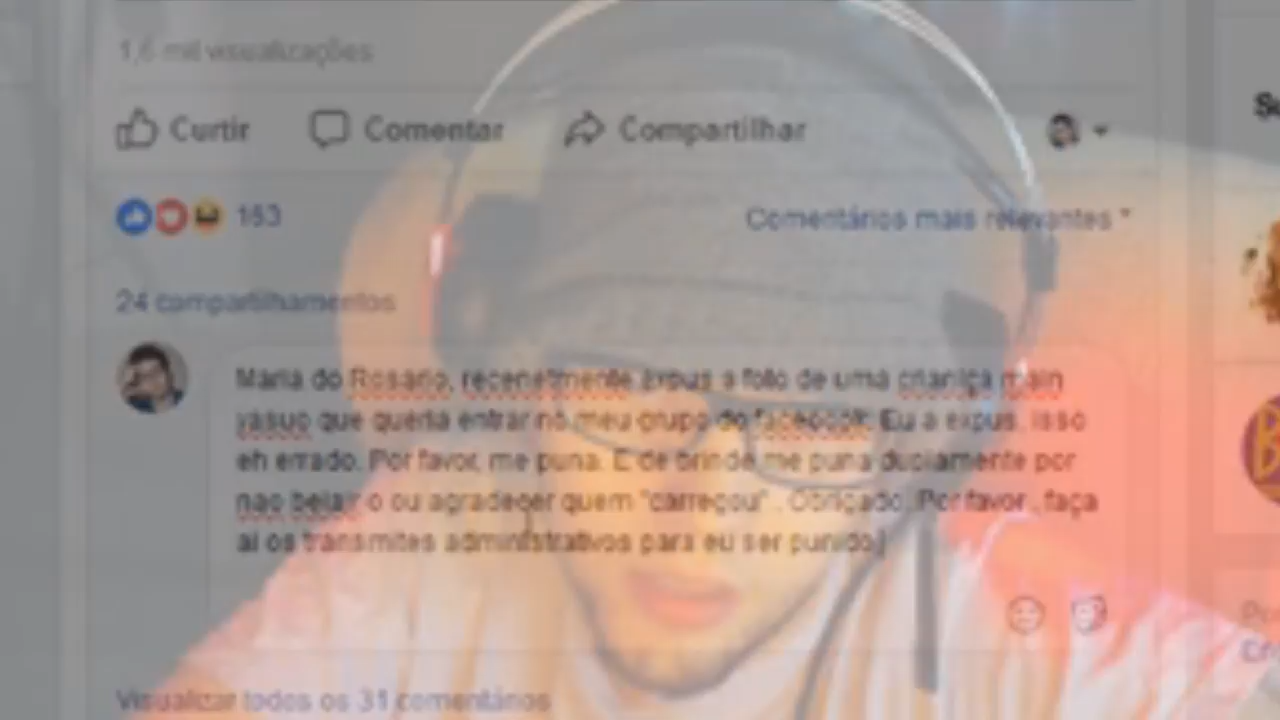 1,6 mil visualizações
Curtir Comentar Compartilhar
163 Comentários mais relevantes
24 compartilhamentos
Maria do Rosario, recenetmente expus a foto de uma criança main
yasuo que queria entrar no meu grupo do facebook. Eu a expus, isso
eh errado. Por favor, me puna. E de brinde me puna duplamente por
nao beijar o ou agradecer quem "carregou". Obrigado. Por favor, faça
ai os transmites administrativos para eu ser punido
Visualizar todos os 31 comentários